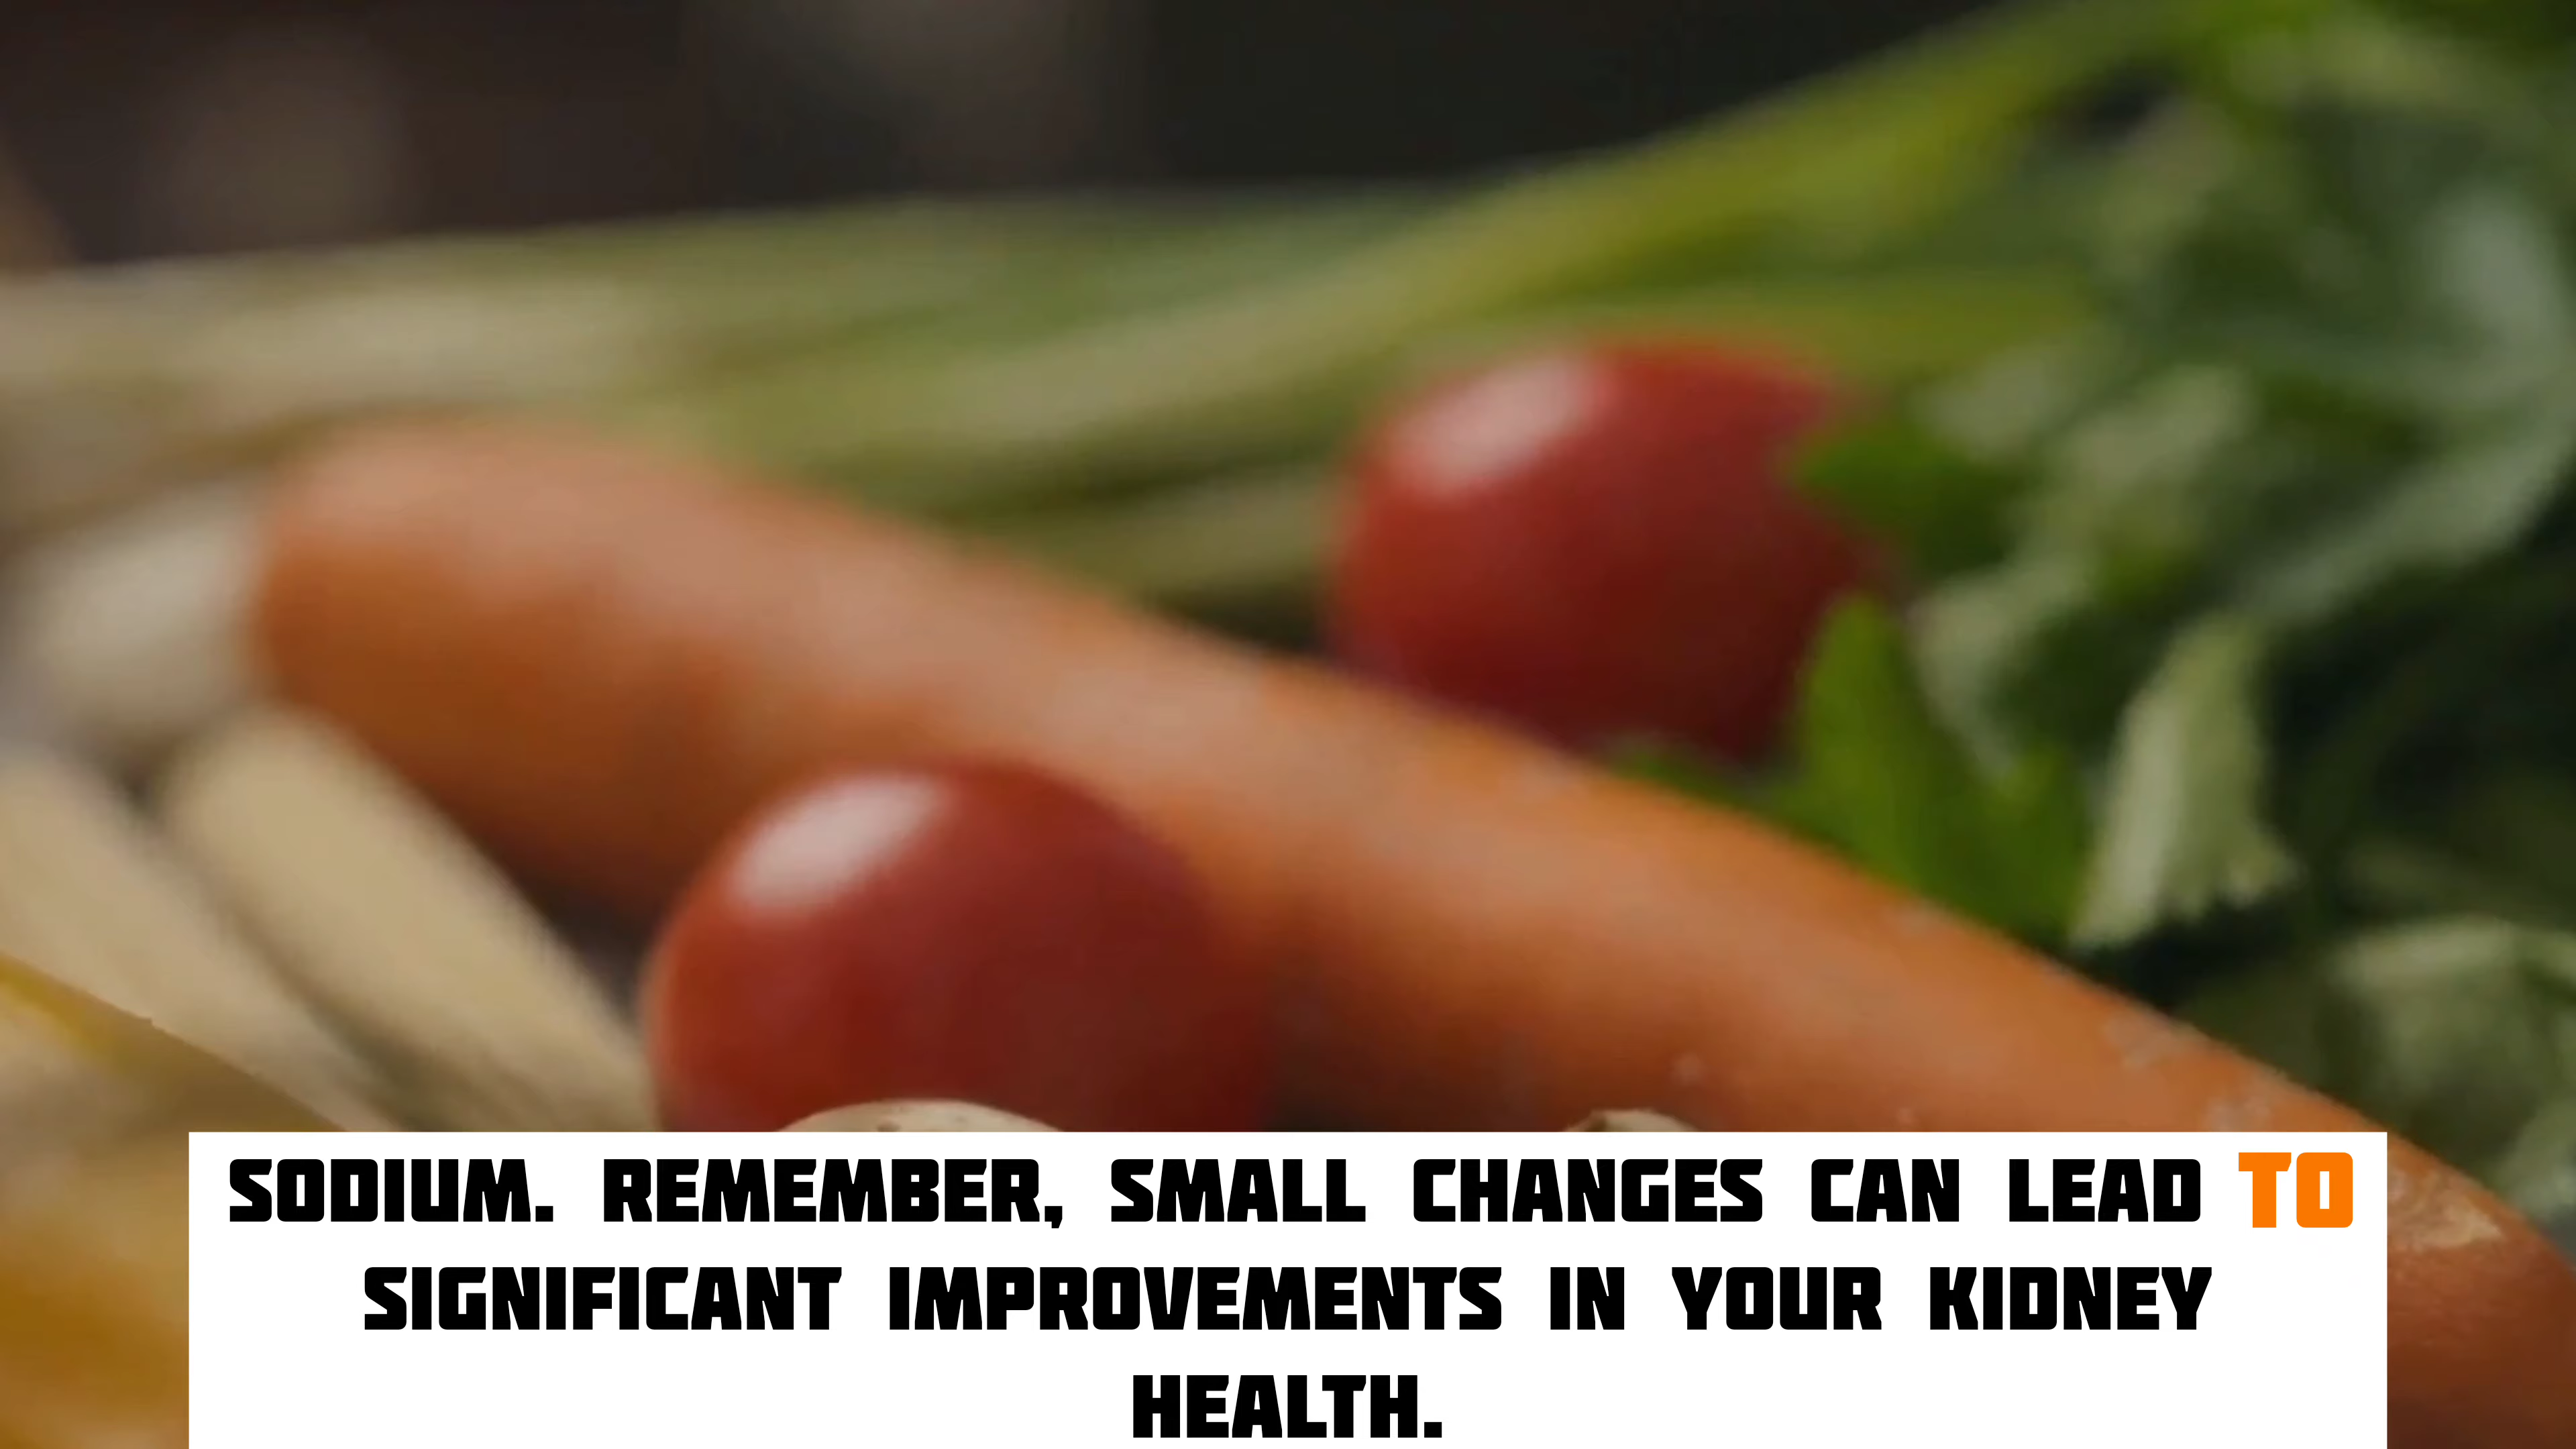 SODIUM. REMEMBER, SMALL CHANGES CAN LEAD TO
SIGNIFICANT IMPROVEMENTS IN YOUR KIDNEY
HEALTH.